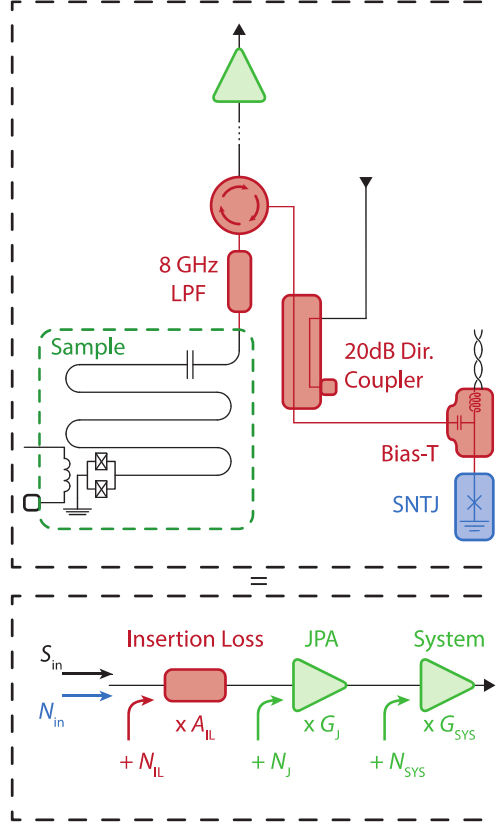 8 GHz
LPF
Sample
20dB Dir.
Coupler
Bias-T
SNTJ
=
Insertion Loss JPA System
S_in
N_in
x A_IL x G_J x G_SYS
+ N_IL + N_J + N_SYS